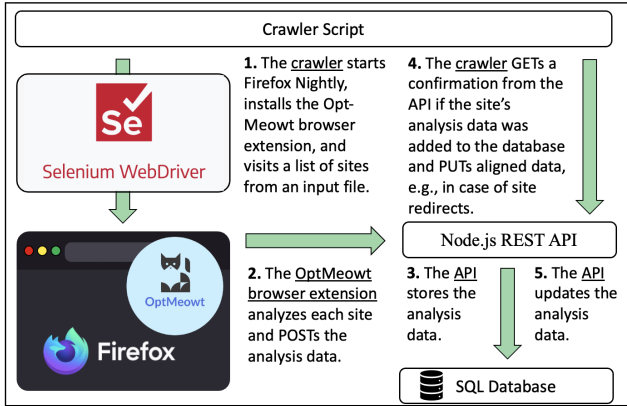 Crawler Script
Se
Selenium WebDriver
1. The crawler starts
Firefox Nightly,
installs the Opt-
Meowt browser
extension, and
visits a list of sites
from an input file.
4. The crawler GETs a
confirmation from the
API if the site's
analysis data was
added to the database
and PUTs aligned data,
e.g., in case of site
redirects.
OptMeowt
Firefox
2. The OptMeowt
browser extension
analyzes each site
and POSTs the
analysis data.
Node.js REST API
3. The API
stores the
analysis
data.
5. The API
updates the
analysis
data.
SQL Database